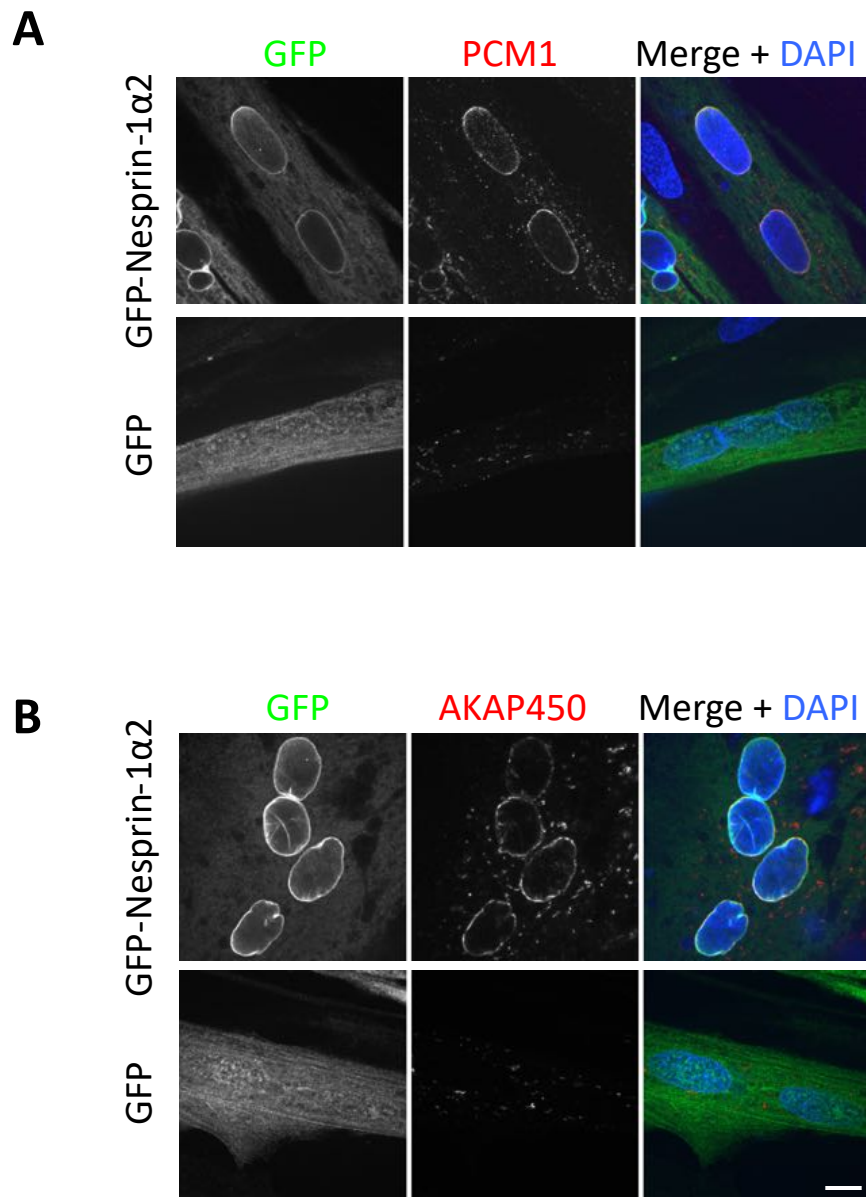 A
GFP PCM1 Merge + DAPI
GFP-Nesprin-1α2
GFP
B
GFP AKAP450 Merge + DAPI
GFP-Nesprin-1α2
GFP